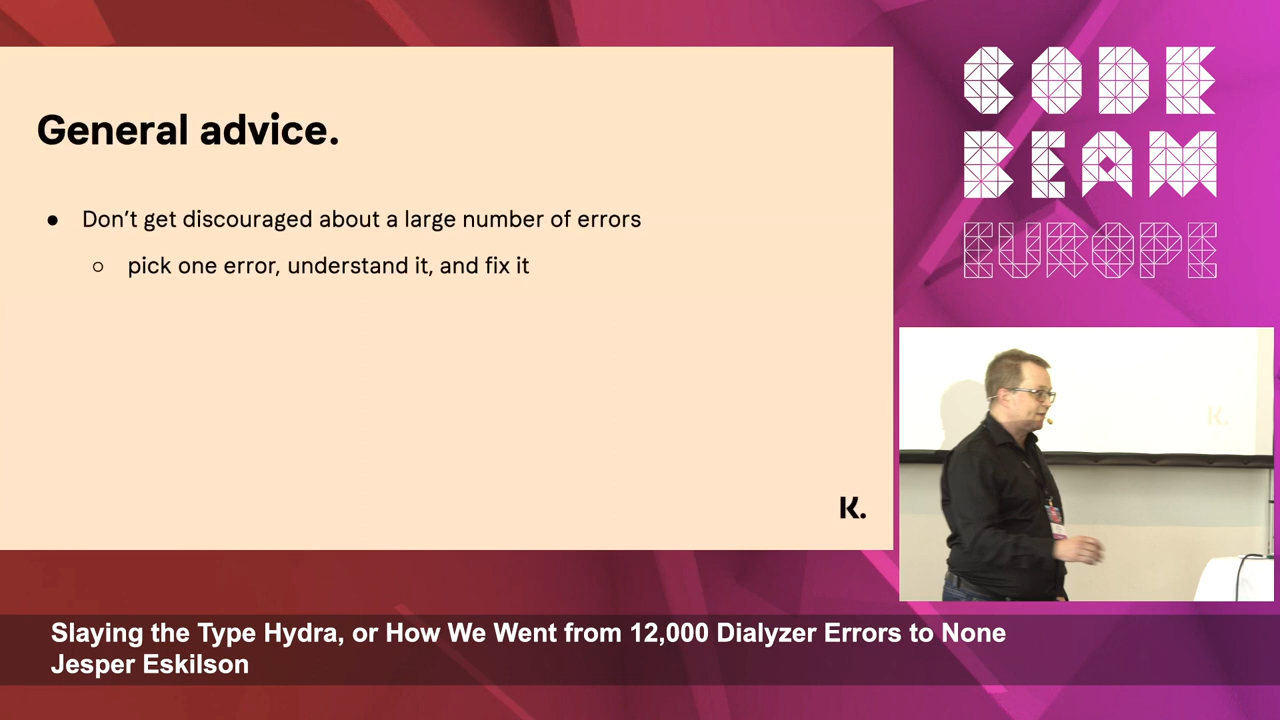 General advice.
● Don’t get discouraged about a large number of errors
○ pick one error, understand it, and fix it
K.
CODE
BEAM
EUROPE
K.
Slaying the Type Hydra, or How We Went from 12,000 Dialyzer Errors to None
Jesper Eskilson